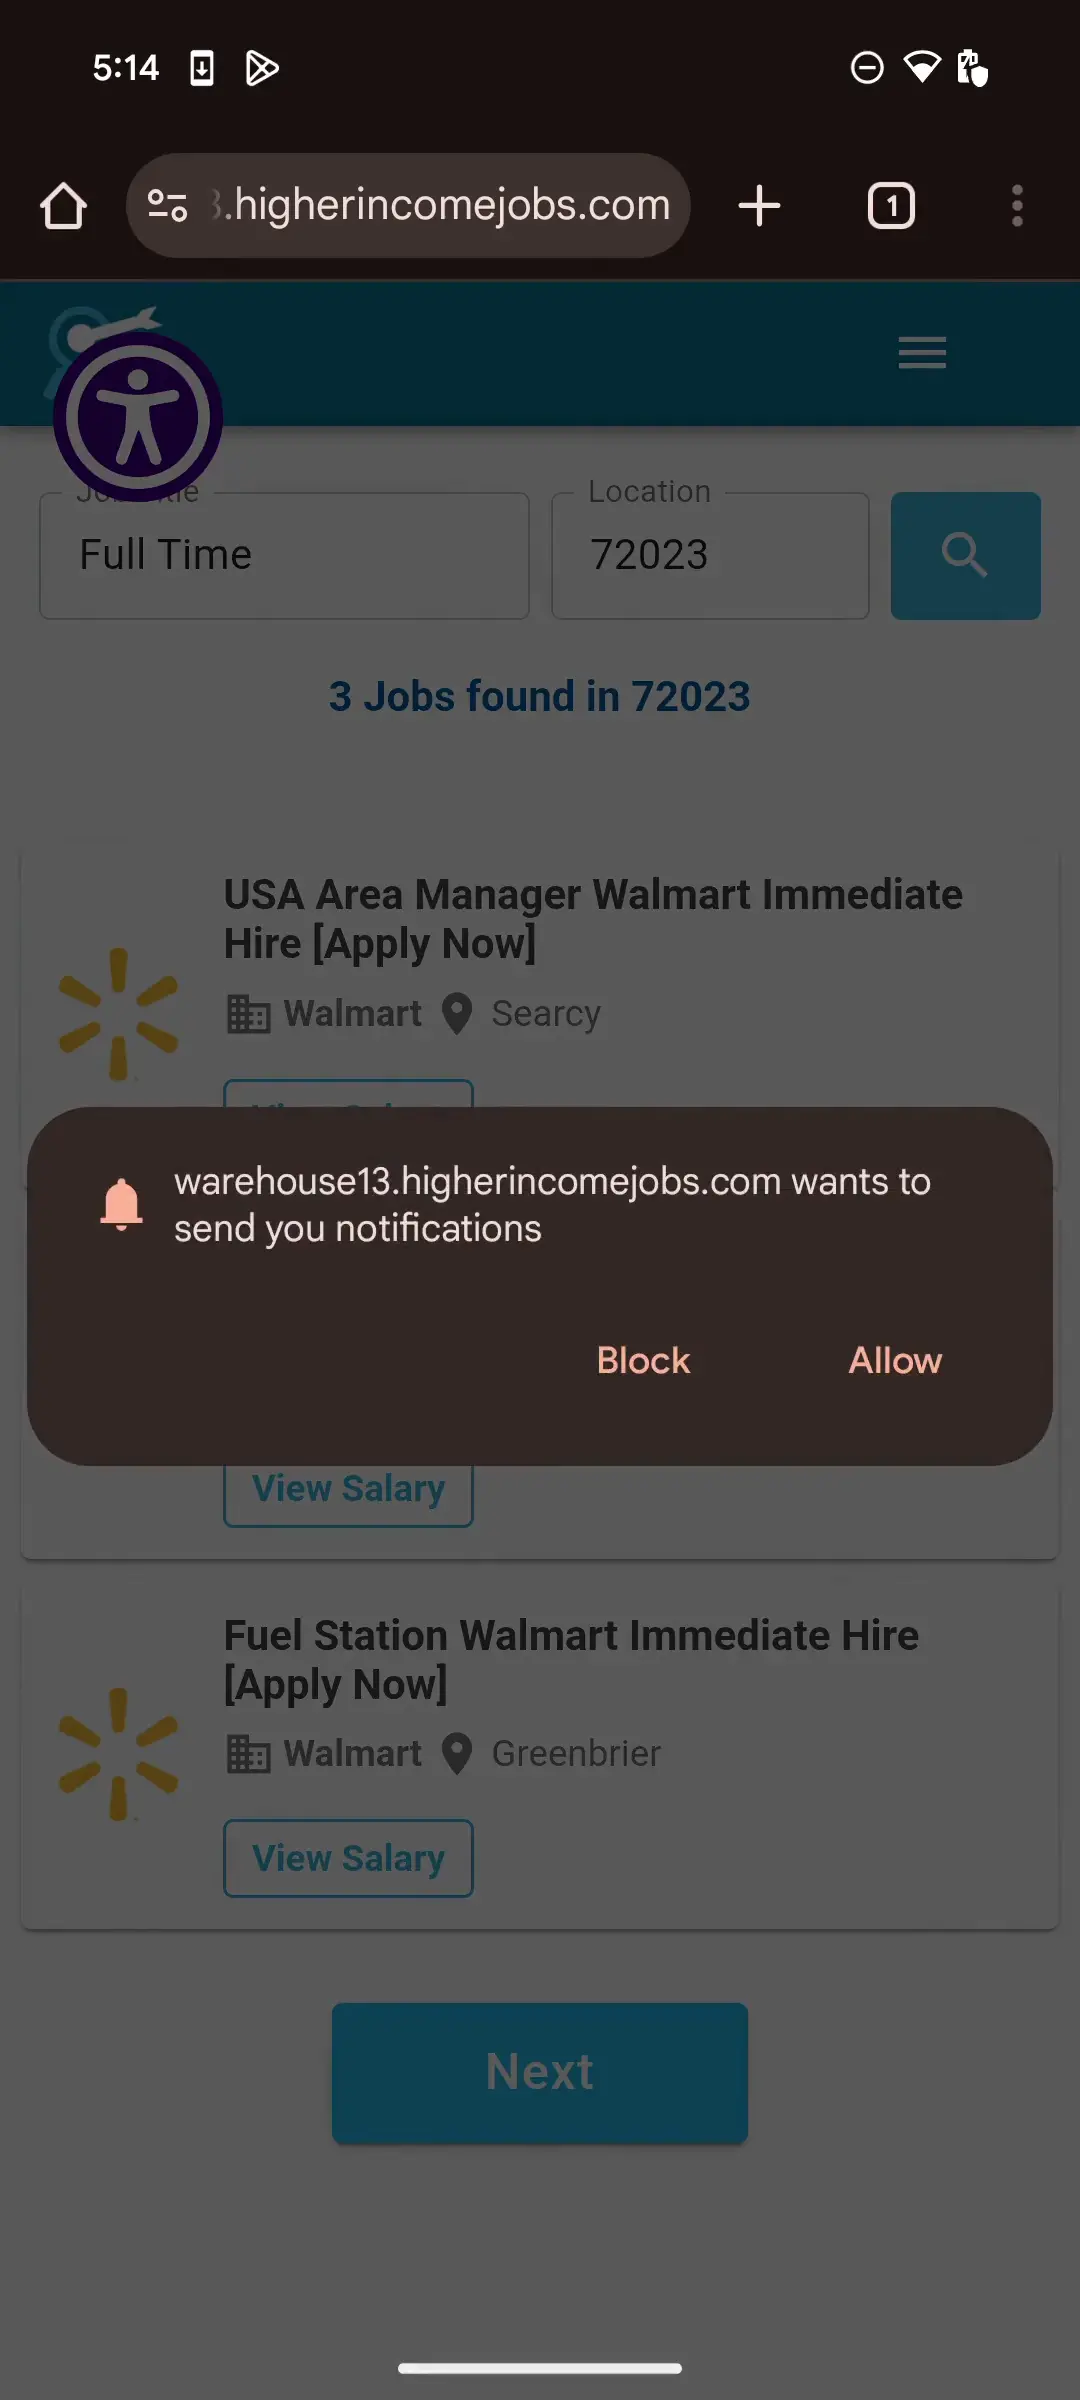 5:14
.higherincomejobs.com
1
Location
Full Time
72023
3 Jobs found in 72023
USA Area Manager Walmart Immediate
Hire [Apply Now]
Walmart
Searcy
warehouse13.higherincomejobs.com wants to
send you notifications
Block
Allow
View Salary
Fuel Station Walmart Immediate Hire
[Apply Now]
Walmart
Greenbrier
View Salary
Next